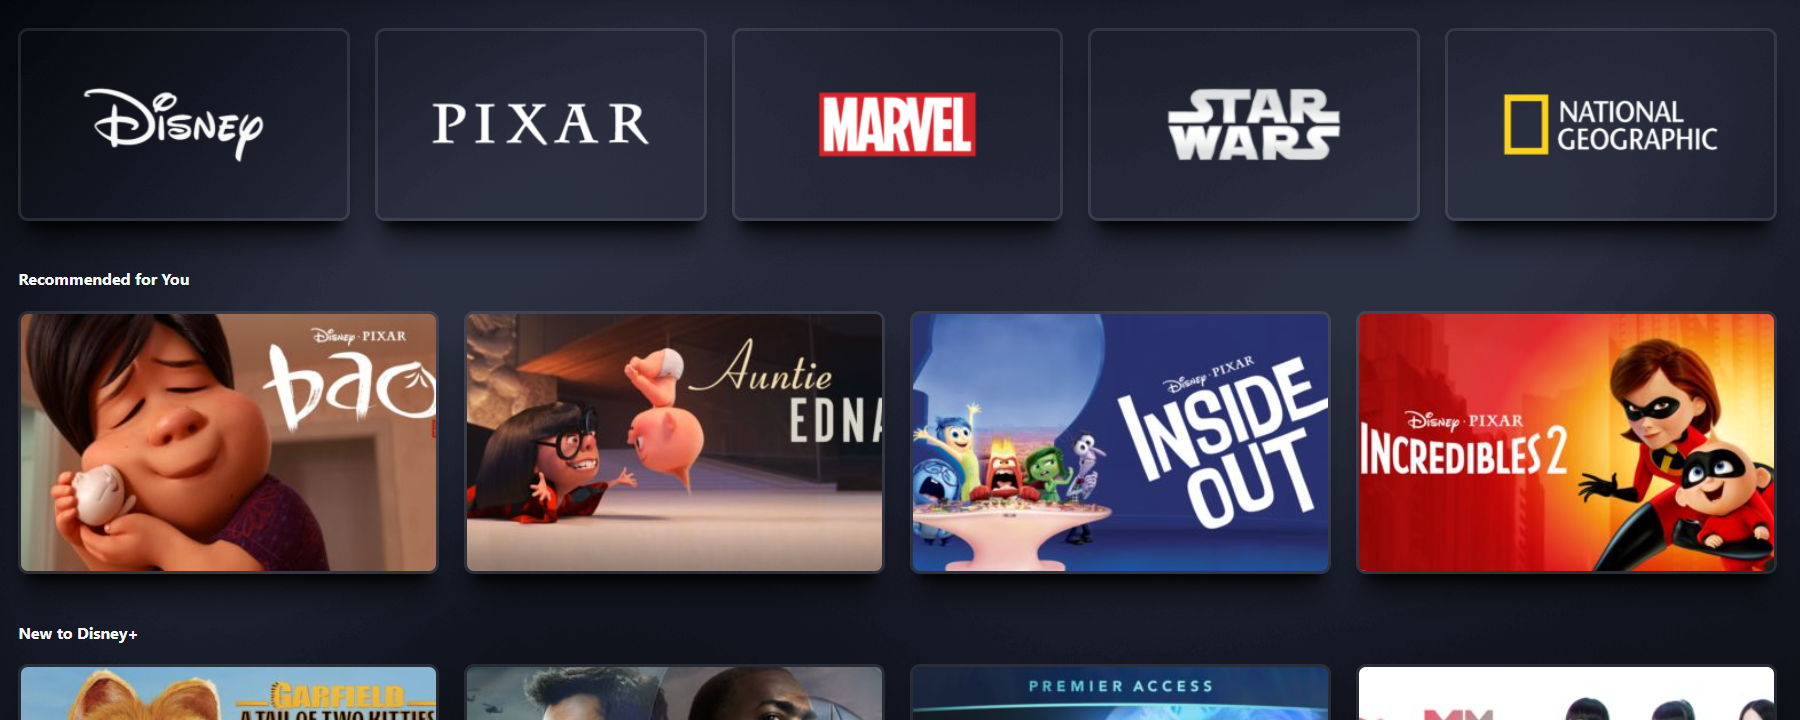 Disney
PIXAR
MARVEL
STAR
WARS
NATIONAL
GEOGRAPHIC
Recommended for You
Disney · PIXAR
bao
Auntie
EDNA
Disney · PIXAR
INSIDE
OUT
Disney · PIXAR
INCREDIBLES 2
New to Disney+
GARFIELD
A TAIL OF TWO KITTIES
PREMIER ACCESS